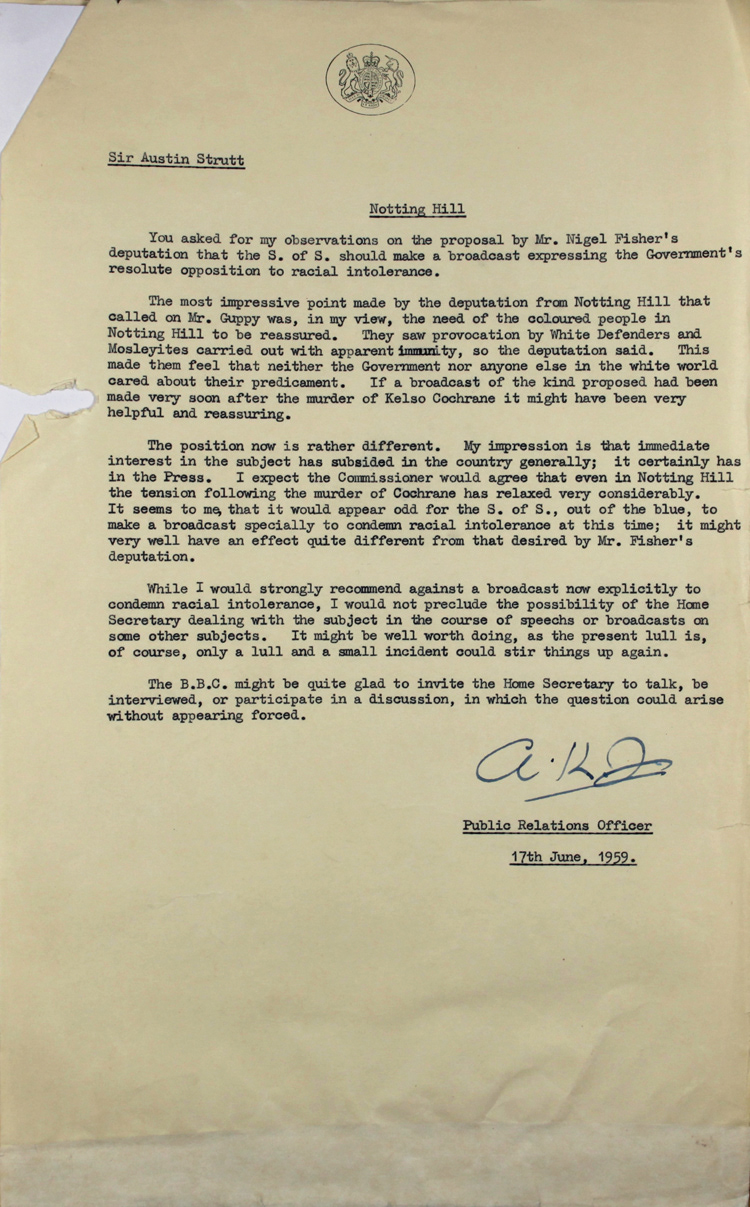 Sir Austin Strutt
Notting Hill
You asked for my observations on the proposal by Mr. Nigel Fisher's
deputation that the S. of S. should make a broadcast expressing the Government's
resolute opposition to racial intolerance.
The most impressive point made by the deputation from Notting Hill that
called on Mr. Guppy was, in my view, the need of the coloured people in
Notting Hill to be reassured. They saw provocation by White Defenders and
Mosleyites carried out with apparent immunity, so the deputation said. This
made them feel that neither the Government nor anyone else in the white world
cared about their predicament. If a broadcast of the kind proposed had been
made very soon after the murder of Kelso Cochrane it might have been very
helpful and reassuring.
The position now is rather different. My impression is that immediate
interest in the subject has subsided in the country generally; it certainly has
in the Press. I expect the Commissioner would agree that even in Notting Hill
the tension following the murder of Cochrane has relaxed very considerably.
It seems to me, that it would appear odd for the S. of S., out of the blue, to
make a broadcast specially to condemn racial intolerance at this time; it might
very well have an effect quite different from that desired by Mr. Fisher's
deputation.
While I would strongly recommend against a broadcast now explicitly to
condemn racial intolerance, I would not preclude the possibility of the Home
Secretary dealing with the subject in the course of speechs or broadcasts on
some other subjects. It might be well worth doing, as the present lull is,
of course, only a lull and a small incident could stir things up again.
The B.B.C. might be quite glad to invite the Home Secretary to talk, be
interviewed, or participate in a discussion, in which the question could arise
without appearing forced.
Public Relations Officer
17th June, 1959.